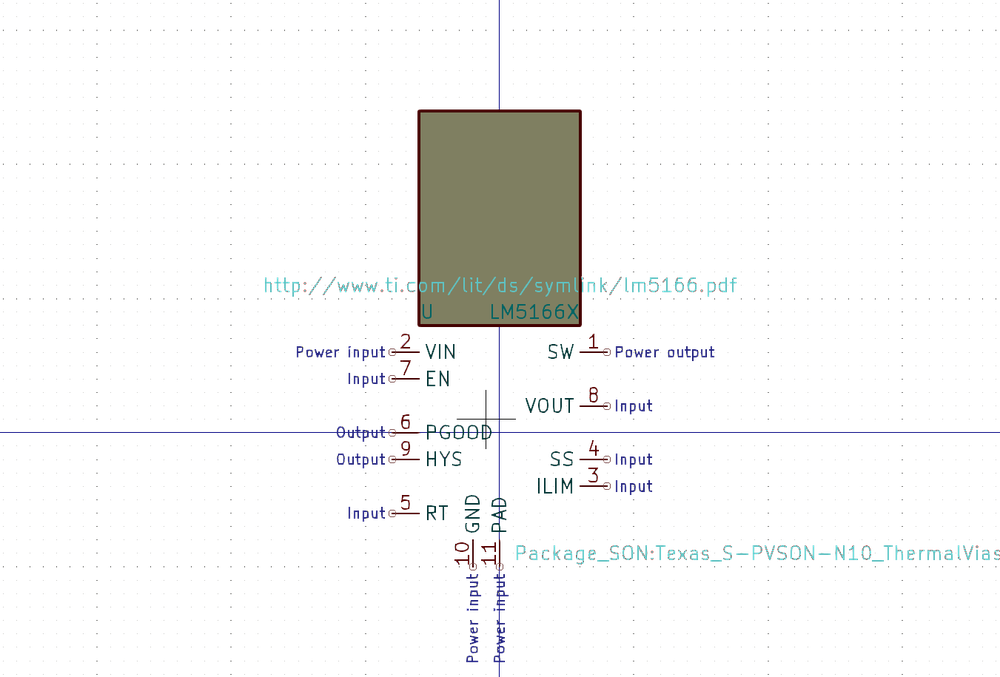 http://www.ti.com/lit/ds/symlink/lm5166.pdf
U LM5166X
Power input 2 VIN SW 1 Power output
Input 7 EN
VOUT 8 Input
Output 6 PGOOD
Output 9 HYS SS 4 Input
ILIM 3 Input
Input 5 RT
GND PAD
10 11
Package_SON:Texas_S-PVSON-N10_ThermalVias
Power input
Power input